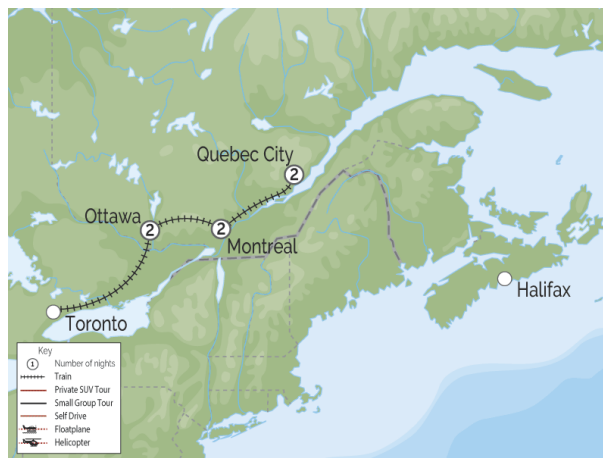 Quebec City
2
Ottawa
2
2
Montreal
Halifax
Toronto
Key
1 Number of nights
Train
Private SUV Tour
Small Group Tour
Self Drive
Floatplane
Helicopter